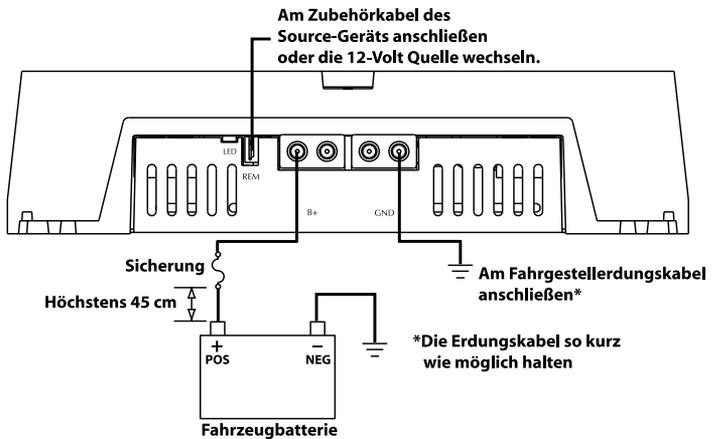 Am Zubehörkabel des
Source-Geräts anschließen
oder die 12-Volt Quelle wechseln.
LED
REM
B+
GND
Sicherung
Am Fahrgestellerdungskabel
anschließen*
Höchstens 45 cm
+
–
POS
NEG
*Die Erdungskabel so kurz
wie möglich halten
Fahrzeugbatterie